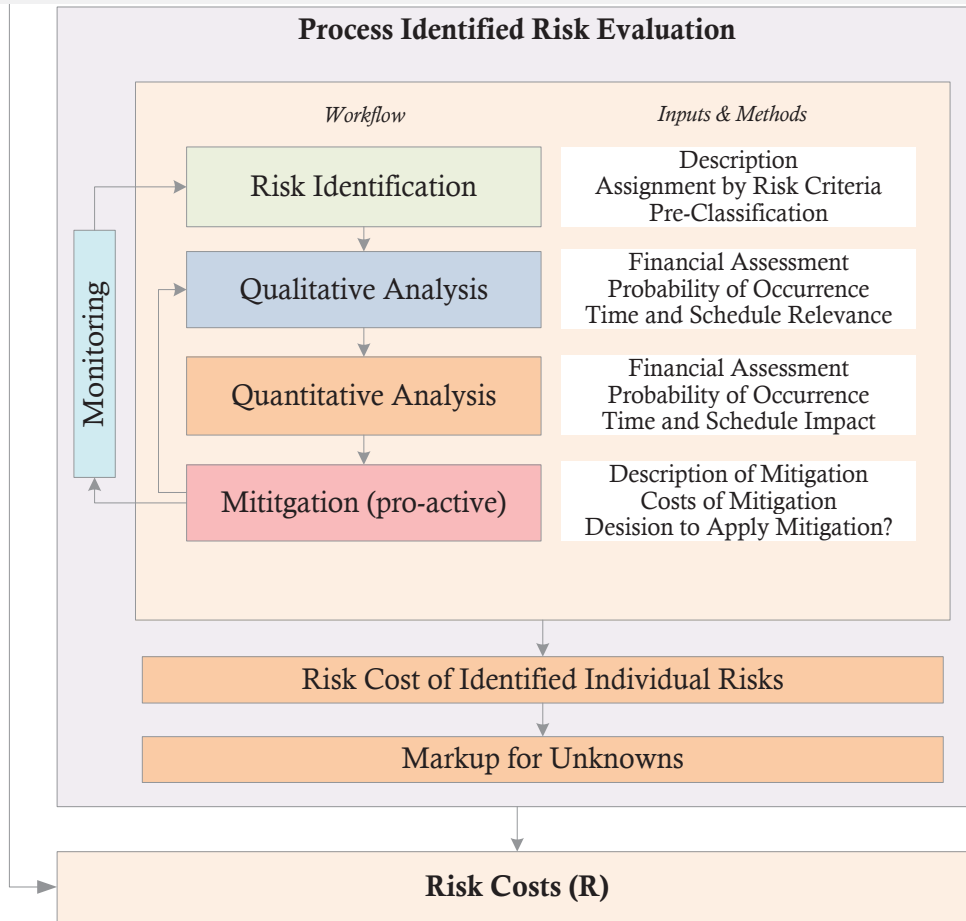 Process Identified Risk Evaluation
Workflow
Inputs & Methods
Risk Identification
Description
Assignment by Risk Criteria
Pre-Classification
Qualitative Analysis
Financial Assessment
Probability of Occurrence
Time and Schedule Relevance
Monitoring
Quantitative Analysis
Financial Assessment
Probability of Occurrence
Time and Schedule Impact
Mititgation (pro-active)
Description of Mitigation
Costs of Mitigation
Desision to Apply Mitigation?
Risk Cost of Identified Individual Risks
Markup for Unknowns
Risk Costs (R)